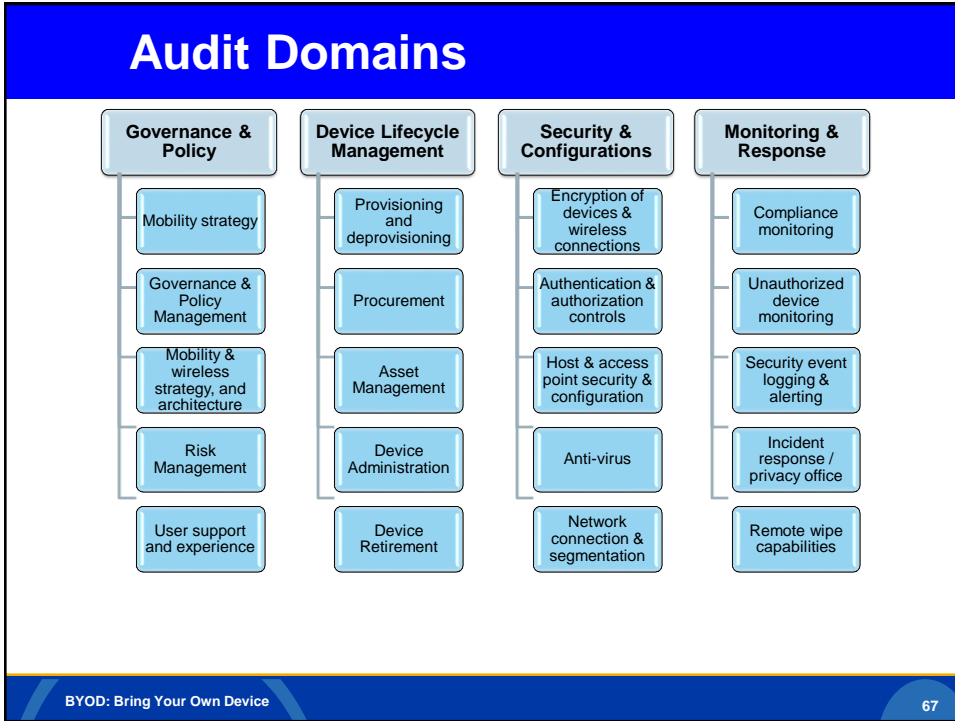 Audit Domains
Governance &
Policy
Mobility strategy
Governance &
Policy
Management
Mobility &
wireless
strategy, and
architecture
Risk
Management
User support
and experience
Device Lifecycle
Management
Provisioning
and
deprovisioning
Procurement
Asset
Management
Device
Administration
Device
Retirement
Security &
Configurations
Encryption of
devices &
wireless
connections
Authentication &
authorization
controls
Host & access
point security &
configuration
Anti-virus
Network
connection &
segmentation
Monitoring &
Response
Compliance
monitoring
Unauthorized
device
monitoring
Security event
logging &
alerting
Incident
response /
privacy office
Remote wipe
capabilities
BYOD: Bring Your Own Device
67